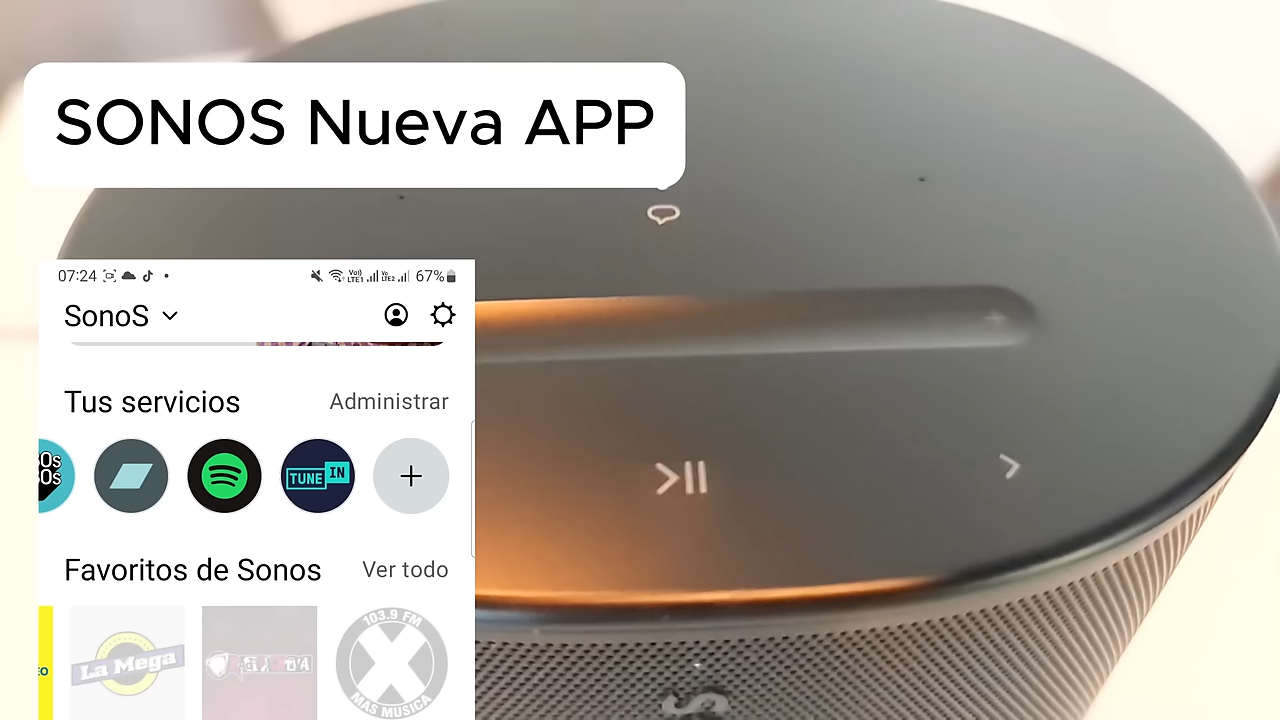 SONOS Nueva APP
07:24
67%
SonoS
Tus servicios
Administrar
TUNE IN
Favoritos de Sonos
Ver todo
La Mega
103.9 FM
X
MAS MUSICA